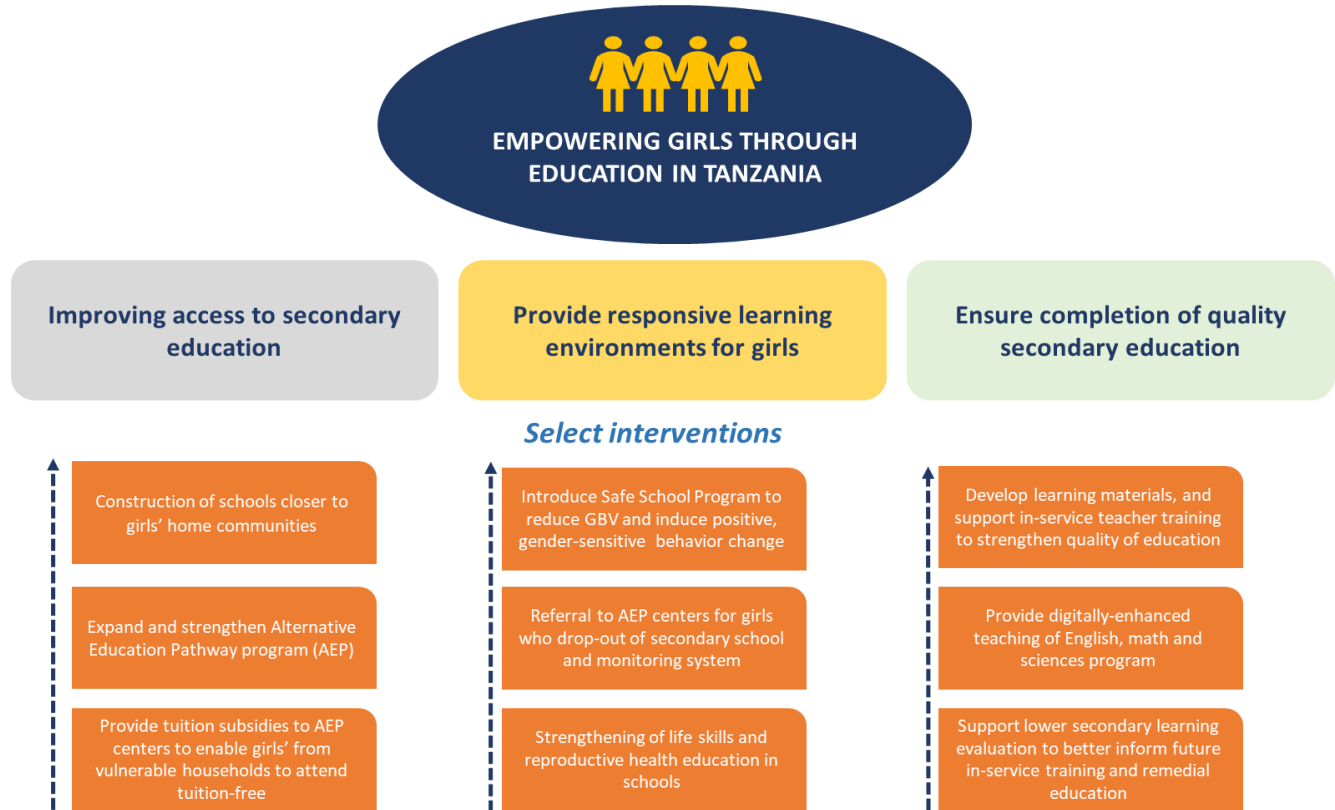 EMPOWERING GIRLS THROUGH
EDUCATION IN TANZANIA
Improving access to secondary
education
Provide responsive learning
environments for girls
Ensure completion of quality
secondary education
Select interventions
Construction of schools closer to
girls’ home communities
Expand and strengthen Alternative
Education Pathway program (AEP)
Provide tuition subsidies to AEP
centers to enable girls’ from
vulnerable households to attend
tuition-free
Introduce Safe School Program to
reduce GBV and induce positive,
gender-sensitive behavior change
Referral to AEP centers for girls
who drop-out of secondary school
and monitoring system
Strengthening of life skills and
reproductive health education in
schools
Develop learning materials, and
support in-service teacher training
to strengthen quality of education
Provide digitally-enhanced
teaching of English, math and
sciences program
Support lower secondary learning
evaluation to better inform future
in-service training and remedial
education